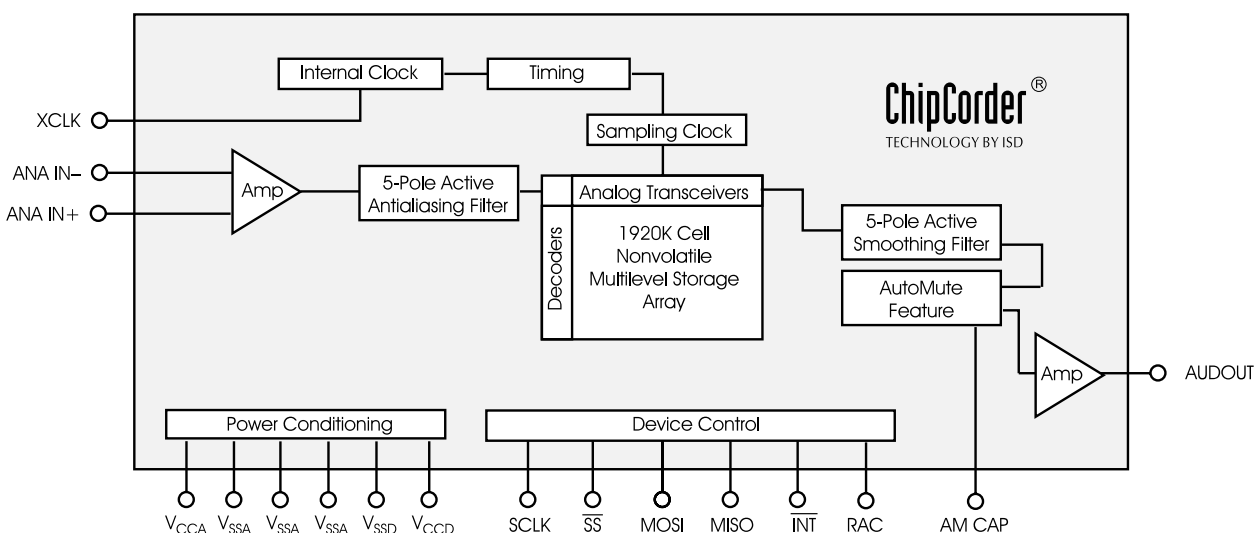 Internal Clock
Timing
ChipCorder®
TECHNOLOGY BY ISD
XCLK
Sampling Clock
ANA IN–
Amp
5-Pole Active
Antialiasing Filter
Analog Transceivers
ANA IN+
Decoders
1920K Cell
Nonvolatile
Multilevel Storage
Array
5-Pole Active
Smoothing Filter
AutoMute
Feature
Amp
AUDOUT
Power Conditioning
Device Control
VCCA
VSSA
VSSA
VSSA
VSSD
VCCD
SCLK
S̅S̅
MOSI
MISO
I̅N̅T̅
RAC
AM CAP